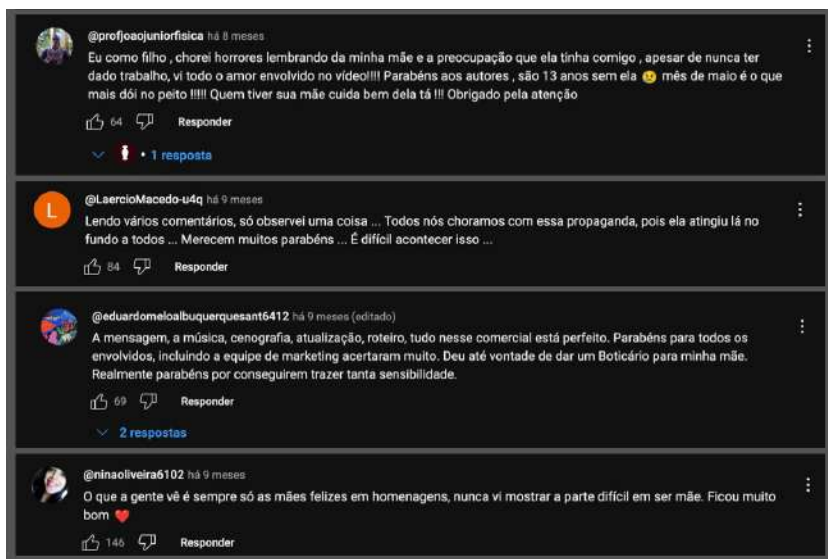 @profjoaojuniorfisica há 8 meses
Eu como filho , chorei horrores lembrando da minha mãe e a preocupação que ela tinha comigo , apesar de nunca ter
dado trabalho, vi todo o amor envolvido no vídeo!!!! Parabéns aos autores , são 13 anos sem ela 😢 mês de maio é o que
mais dói no peito !!!!! Quem tiver sua mãe cuida bem dela tá !!! Obrigado pela atenção
64 Responder
• 1 resposta
L
@LaercioMacedo-u4q há 9 meses
Lendo vários comentários, só observei uma coisa ... Todos nós choramos com essa propaganda, pois ela atingiu lá no
fundo a todos ... Merecem muitos parabéns ... É difícil acontecer isso ...
84 Responder
@eduardomeloalbuquerquesant6412 há 9 meses (editado)
A mensagem, a música, cenografia, atualização, roteiro, tudo nesse comercial está perfeito. Parabéns para todos os
envolvidos, incluindo a equipe de marketing acertaram muito. Deu até vontade de dar um Boticário para minha mãe.
Realmente parabéns por conseguirem trazer tanta sensibilidade.
69 Responder
2 respostas
@ninaoliveira6102 há 9 meses
O que a gente vê é sempre só as mães felizes em homenagens, nunca vi mostrar a parte difícil em ser mãe. Ficou muito
bom ❤️
146 Responder